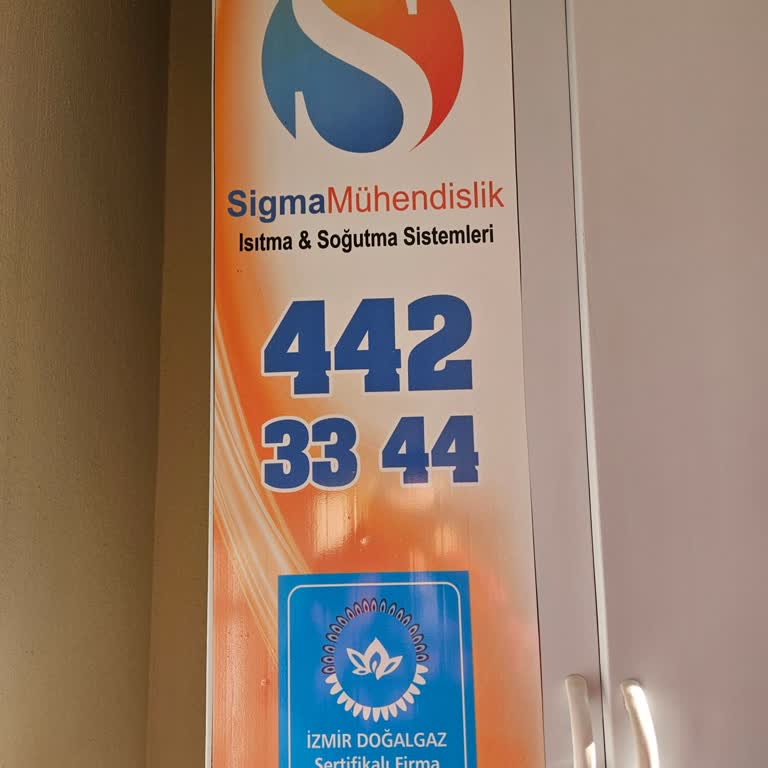 SigmaMühendislik
Isıtma & Soğutma Sistemleri
442
33 44
İZMİR DOĞALGAZ
Sertifikalı Firma